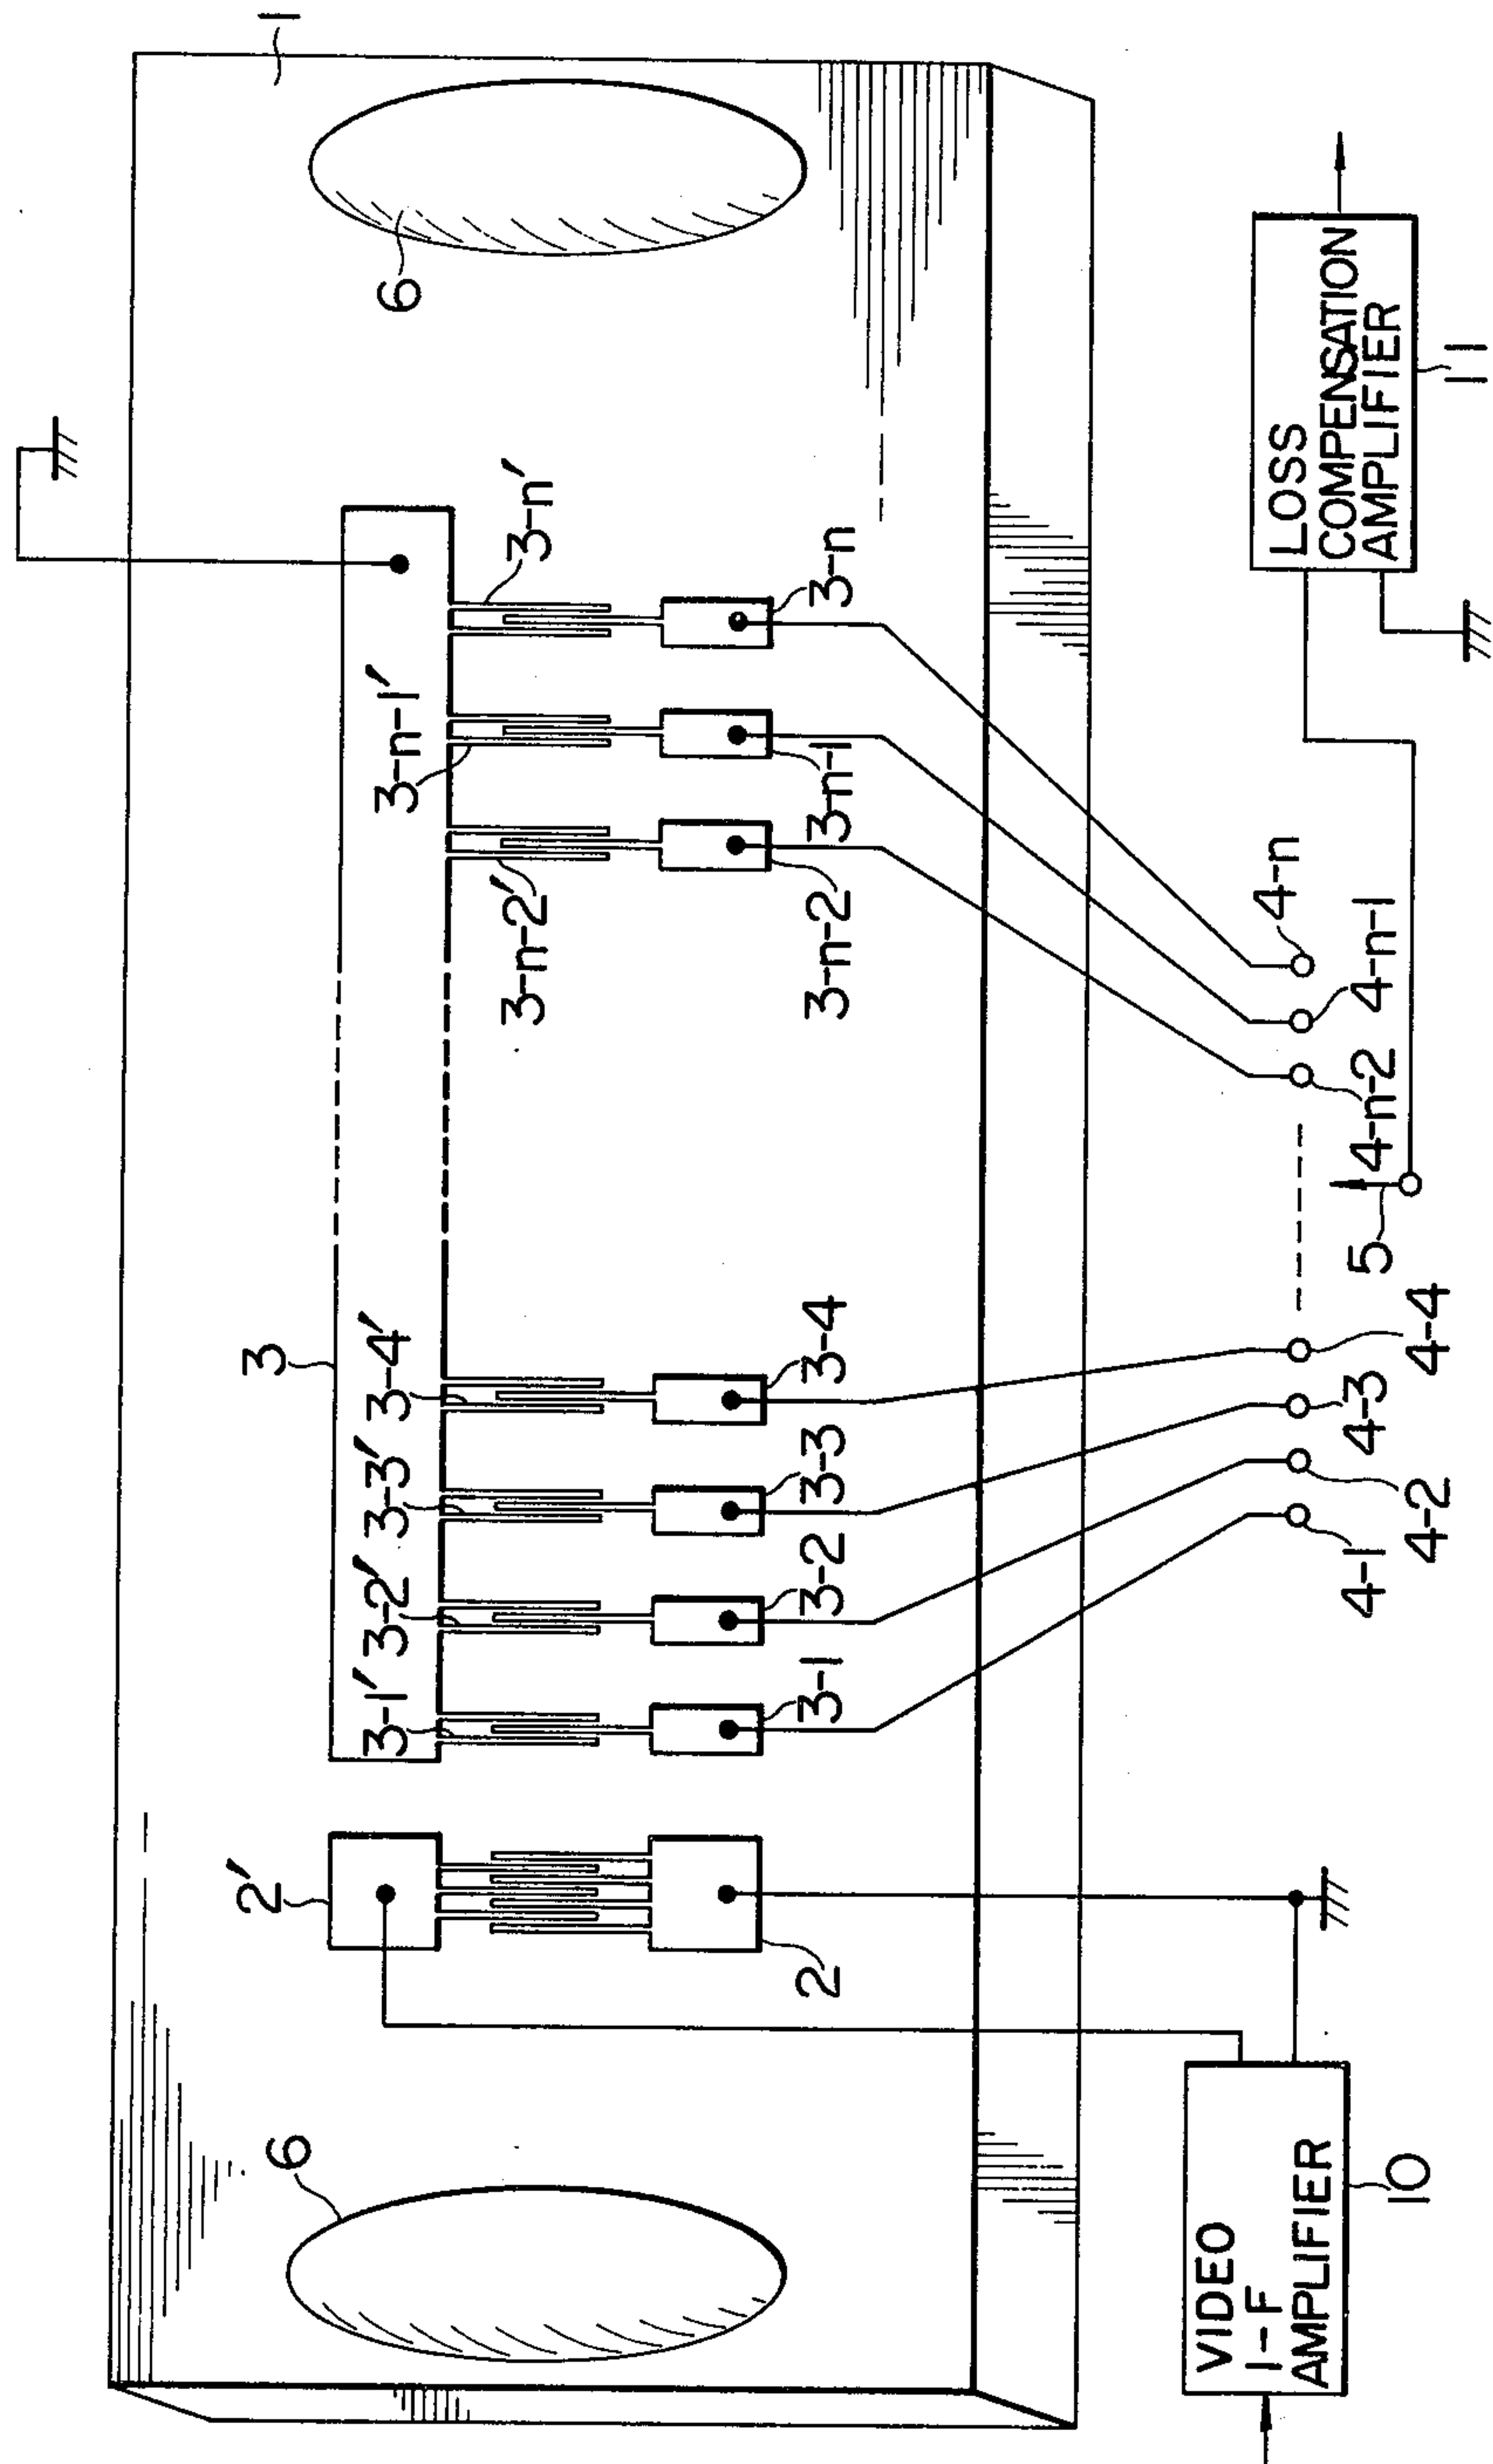 1
6
3-n'
3-n-1'
3-n-2'
3
3-4'
3-3'
3-2'
3-1'
2'
6
3-n
3-n-1
3-n-2
3-4
3-3
3-2
3-1
2
4-n
4-n-1
4-n-2
5
4-4
4-3
4-2
4-1
VIDEO
I-F
AMPLIFIER
10
LOSS
COMPENSATION
AMPLIFIER
11